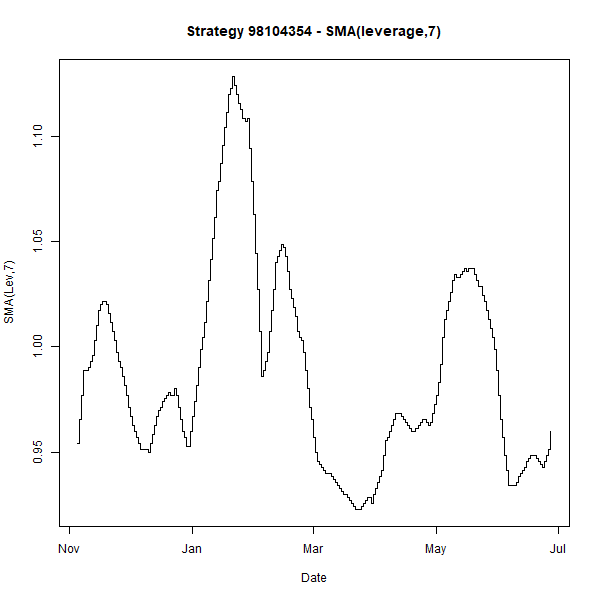 Strategy 98104354 - SMA(leverage,7)
SMA(Lev,7)
1.10
1.05
1.00
0.95
Nov
Jan
Mar
May
Jul
Date